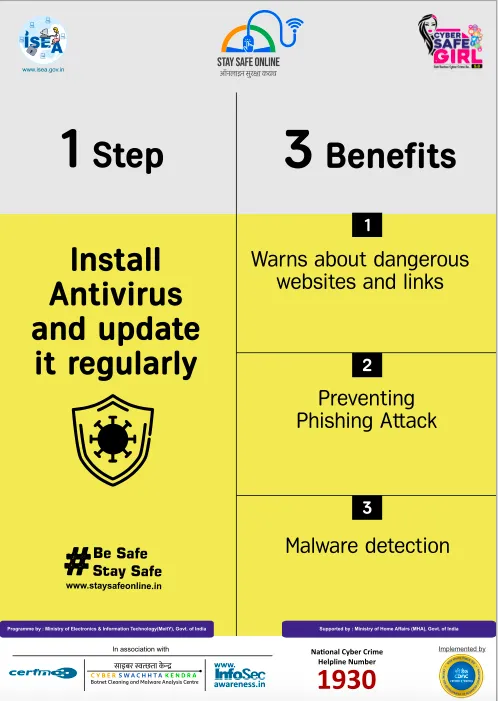 iSEA
www.isea.gov.in
STAY SAFE ONLINE
ऑनलाइन सुरक्षा कवच
CYBER
SAFE
GIRL
1 Step
3 Benefits
Install
Antivirus
and update
it regularly
1
Warns about dangerous
websites and links
2
Preventing
Phishing Attack
3
Malware detection
#Be Safe
Stay Safe
www.staysafeonline.in
Programme by : Ministry of Electronics & Information Technology(MeitY), Govt. of India
Supported by : Ministry of Home Affairs (MHA), Govt. of India
In association with
साइबर स्वच्छता केन्द्र
CYBER SWACHHTA KENDRA
Botnet Cleaning and Malware Analysis Centre
www.
InfoSec
awareness.in
National Cyber Crime
Helpline Number
1930
Implemented by
CDAC